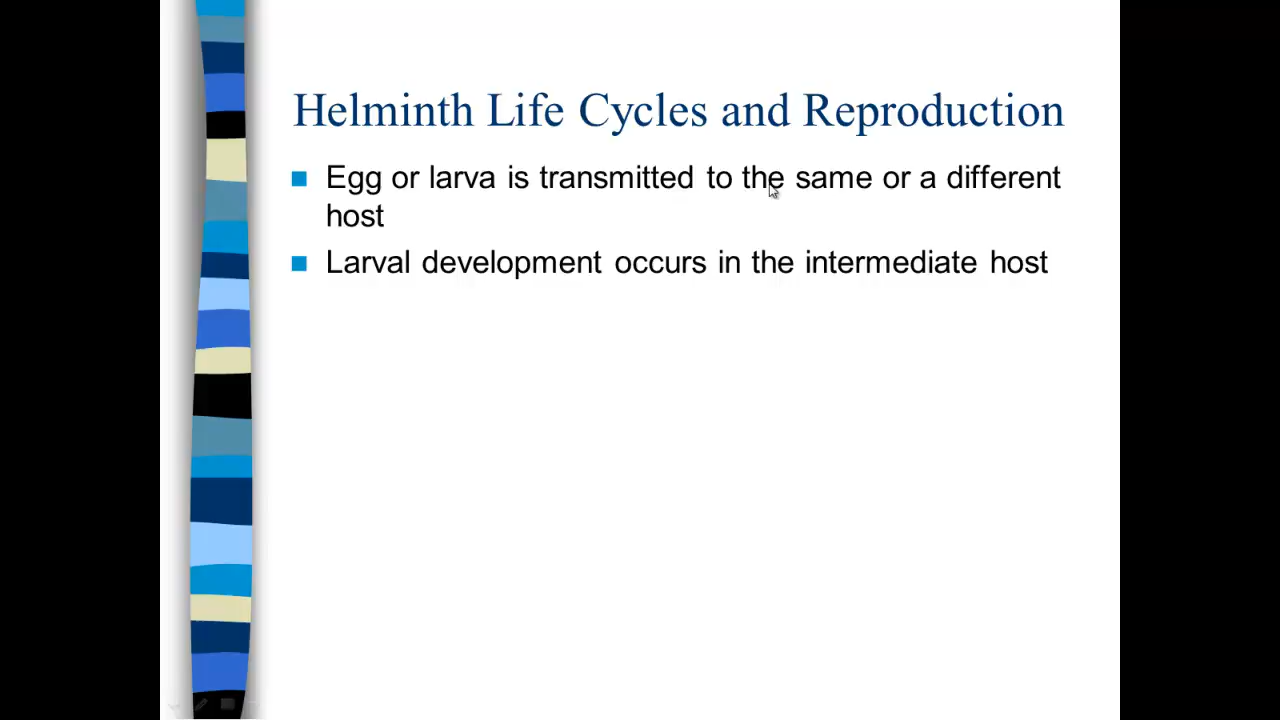 Helminth Life Cycles and Reproduction
Egg or larva is transmitted to the same or a different
host
Larval development occurs in the intermediate host